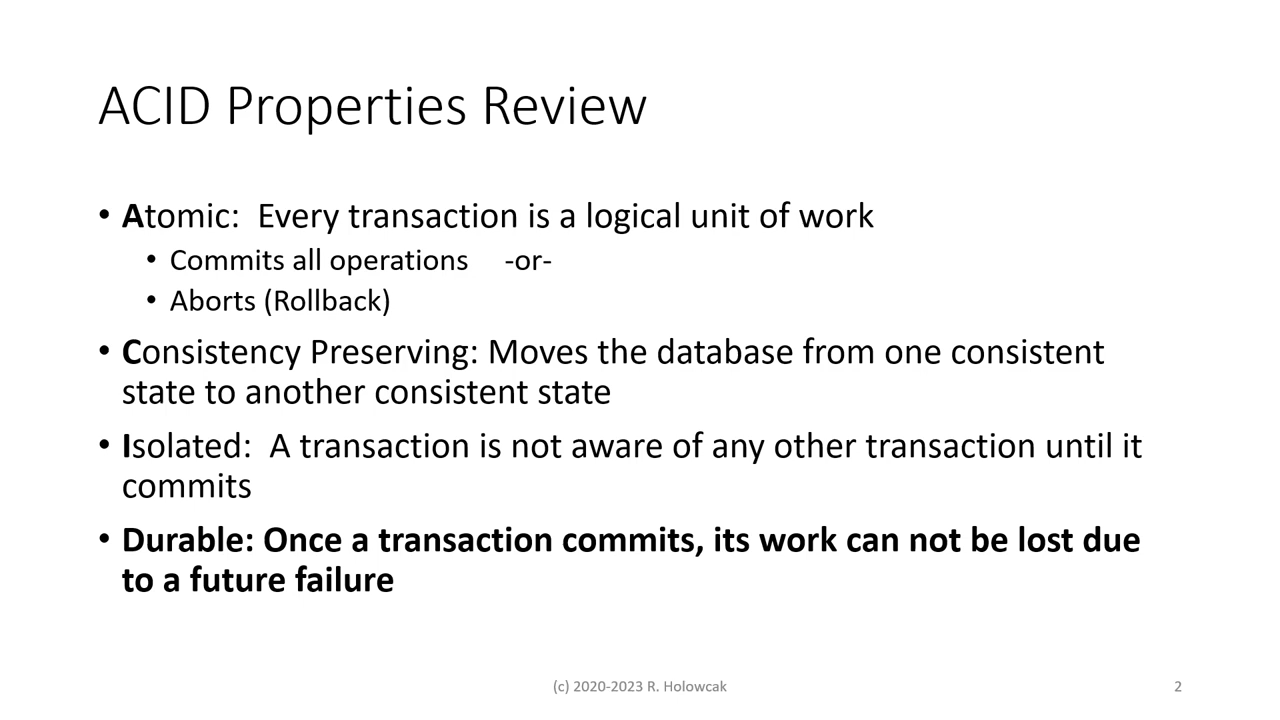 ACID Properties Review
• Atomic:  Every transaction is a logical unit of work
• Commits all operations    -or-
• Aborts (Rollback)
• Consistency Preserving: Moves the database from one consistent
state to another consistent state
• Isolated:  A transaction is not aware of any other transaction until it
commits
• Durable: Once a transaction commits, its work can not be lost due
to a future failure
(c) 2020-2023 R. Holowcak
2